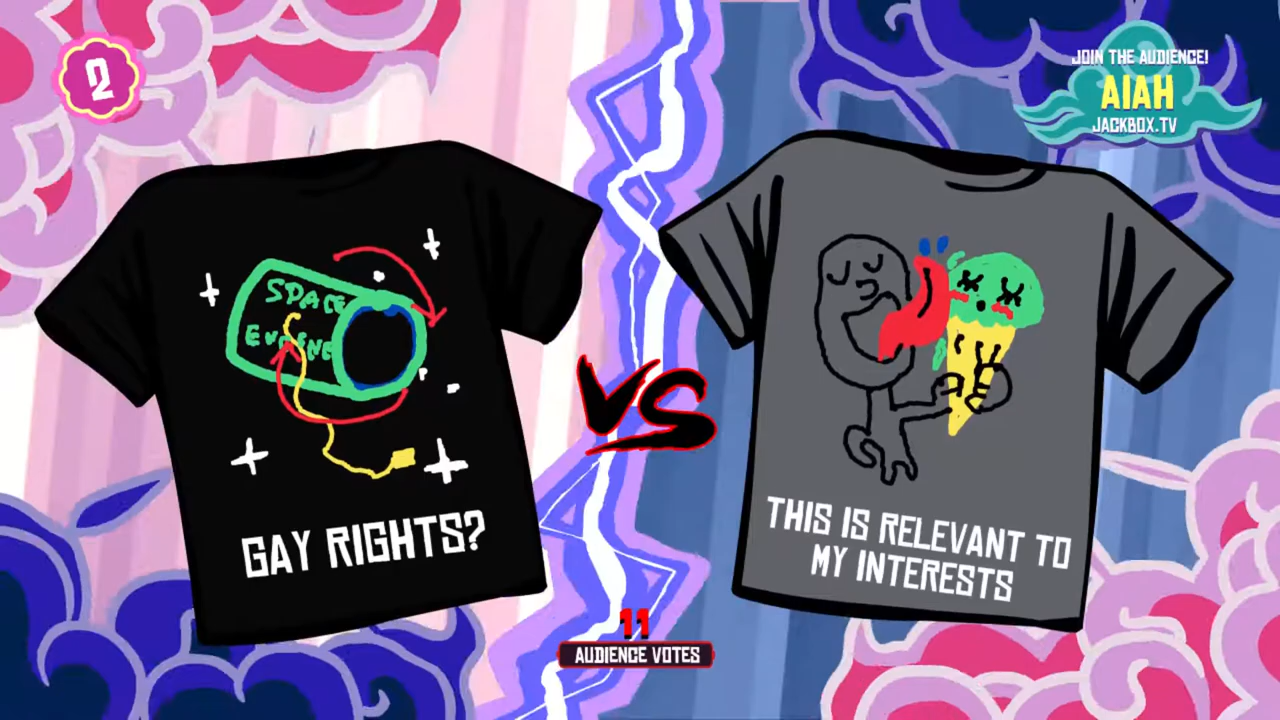 2
JOIN THE AUDIENCE!
AIAH
JACKBOX.TV
SPACE
ENGINE
GAY RIGHTS?
VS
THIS IS RELEVANT TO
MY INTERESTS
11
AUDIENCE VOTES